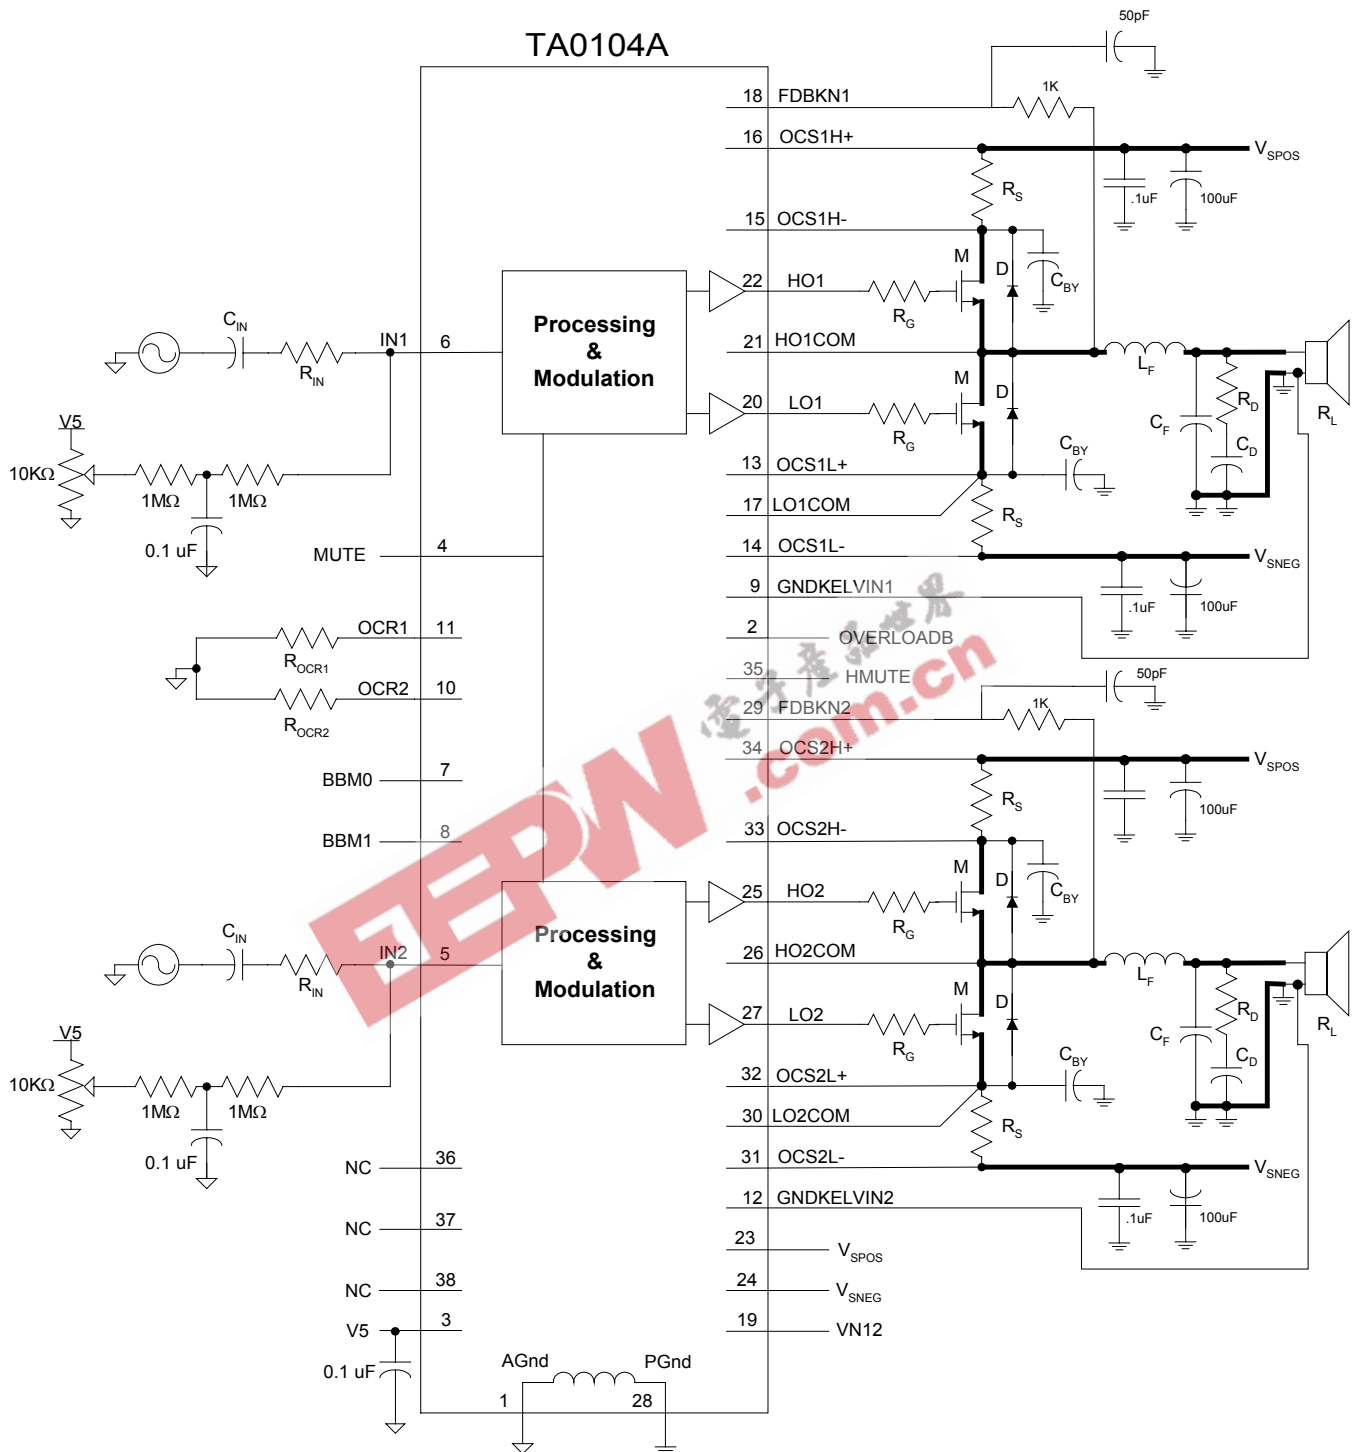 TA0104A
50pF
18 FDBKN1
1K
16 OCS1H+
VSPOS
RS
.1uF
100uF
15 OCS1H-
M
D
CBY
22 HO1
RG
Processing
&
Modulation
CIN
RIN
IN1
6
21 HO1COM
LF
M
D
20 LO1
RG
RD
CF
CD
RL
V5
10KΩ
1MΩ
1MΩ
0.1 uF
13 OCS1L+
CBY
17 LO1COM
RS
MUTE
4
14 OCS1L-
VSNEG
9 GNDKELVIN1
.1uF
100uF
2 OVERLOADB
OCR1
11
ROCR1
OCR2
10
ROCR2
35 HMUTE
50pF
29 FDBKN2
1K
34 OCS2H+
VSPOS
BBM0
7
RS
100uF
BBM1
8
33 OCS2H-
M
D
CBY
25 HO2
RG
Processing
&
Modulation
CIN
RIN
IN2
5
26 HO2COM
LF
M
D
27 LO2
RG
RD
CF
CD
RL
V5
10KΩ
1MΩ
1MΩ
0.1 uF
32 OCS2L+
CBY
30 LO2COM
RS
NC
36
31 OCS2L-
VSNEG
12 GNDKELVIN2
.1uF
100uF
NC
37
23 VSPOS
NC
38
24 VSNEG
V5
3
19 VN12
0.1 uF
AGnd
PGnd
1
28
EEPW
.com.cn
電子產品世界